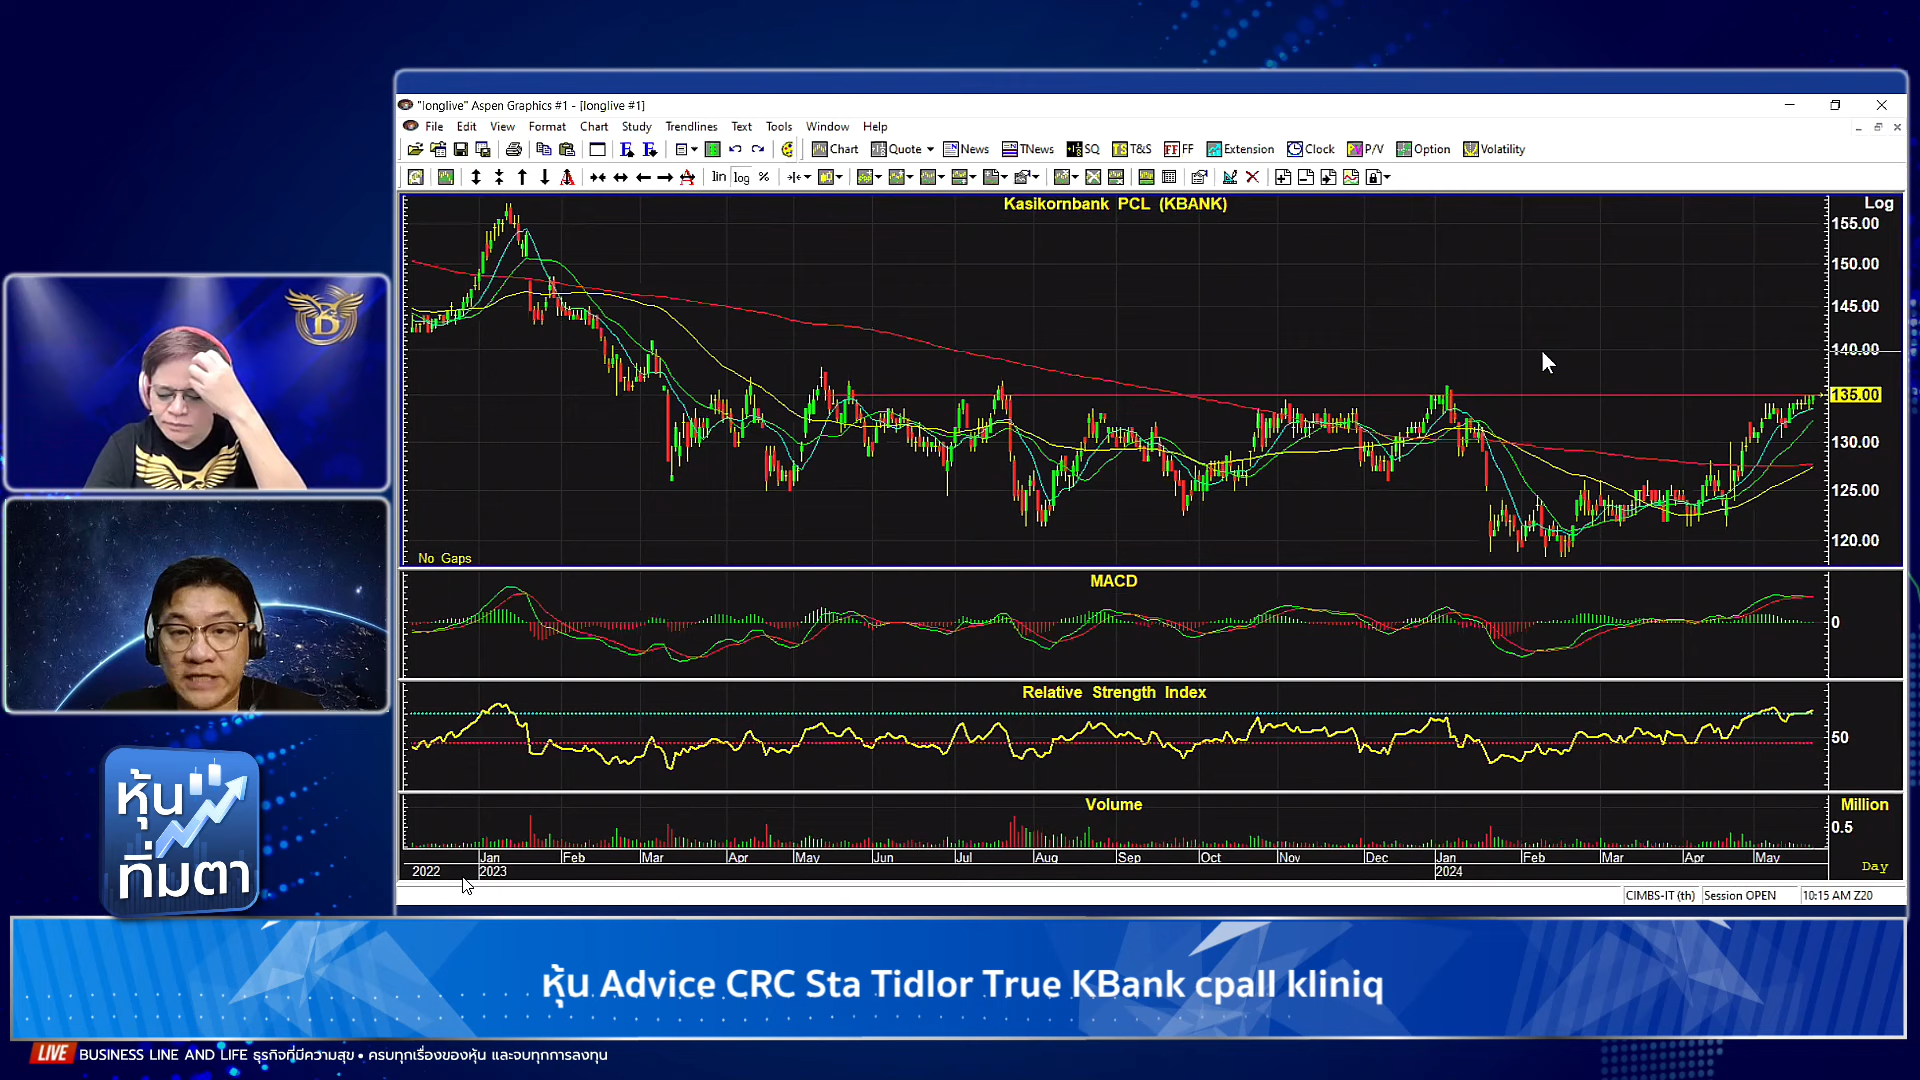 "longlive" Aspen Graphics #1 - [longlive #1]
File Edit View Format Chart Study Trendlines Text Tools Window Help
Chart Quote News TNews SQ T&S FF Extension Clock P/V Option Volatility
lin log %
Kasikornbank PCL (KBANK)
Log
155.00
150.00
145.00
140.00
135.00
130.00
125.00
120.00
No Gaps
MACD
0
Relative Strength Index
50
Volume
Million
0.5
Jan Feb Mar Apr May Jun Jul Aug Sep Oct Nov Dec Jan Feb Mar Apr May
2022 2023 2024
Day
CIMBS-IT (th) Session OPEN 10:15 AM Z20
หุ้น
ทิ่มตา
หุ้น Advice CRC Sta Tidlor True KBank cpall kliniq
LIVE BUSINESS LINE AND LIFE ธุรกิจที่มีความสุข • ครบทุกเรื่องของหุ้น และจบทุกการลงทุน